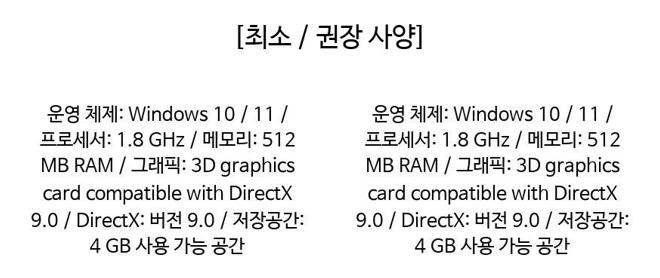 [최소 / 권장 사양]
운영 체제: Windows 10 / 11 /
프로세서: 1.8 GHz / 메모리: 512
MB RAM / 그래픽: 3D graphics
card compatible with DirectX
9.0 / DirectX: 버전 9.0 / 저장공간:
4 GB 사용 가능 공간
운영 체제: Windows 10 / 11 /
프로세서: 1.8 GHz / 메모리: 512
MB RAM / 그래픽: 3D graphics
card compatible with DirectX
9.0 / DirectX: 버전 9.0 / 저장공간:
4 GB 사용 가능 공간